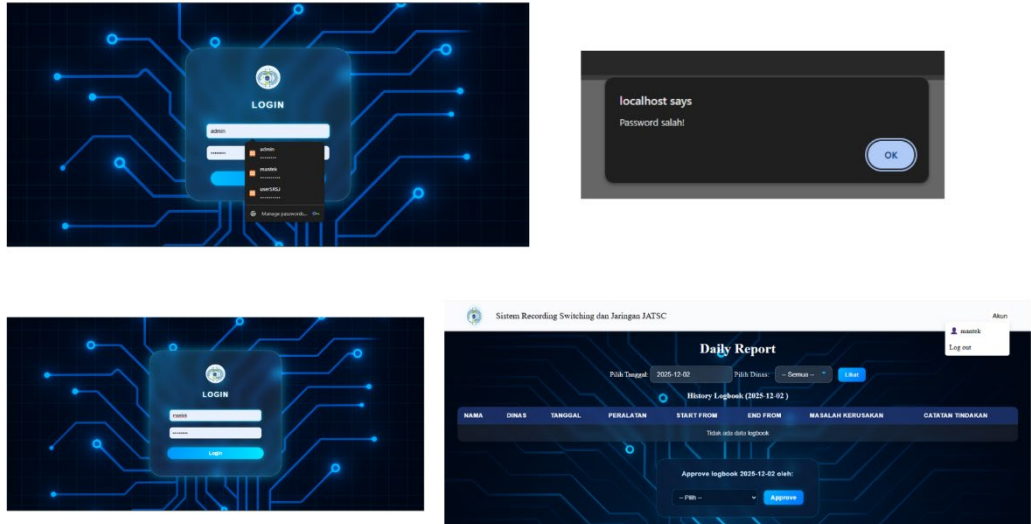 LOGIN
admin
........
admin
........
mastek
..........
userSRSJ
..........
Manage passwords...
localhost says
Password salah!
OK
LOGIN
mastek
........
Login
Sistem Recording Switching dan Jaringan JATSC
Akun
mastek
Log out
Daily Report
Pilih Tanggal: 2025-12-02 Pilih Dinas: -- Semua -- Lihat
History Logbook (2025-12-02 )
NAMA DINAS TANGGAL PERALATAN START FROM END FROM MASALAH KERUSAKAN CATATAN TINDAKAN
Tidak ada data logbook
Approve logbook 2025-12-02 oleh:
-- Pilih -- Approve